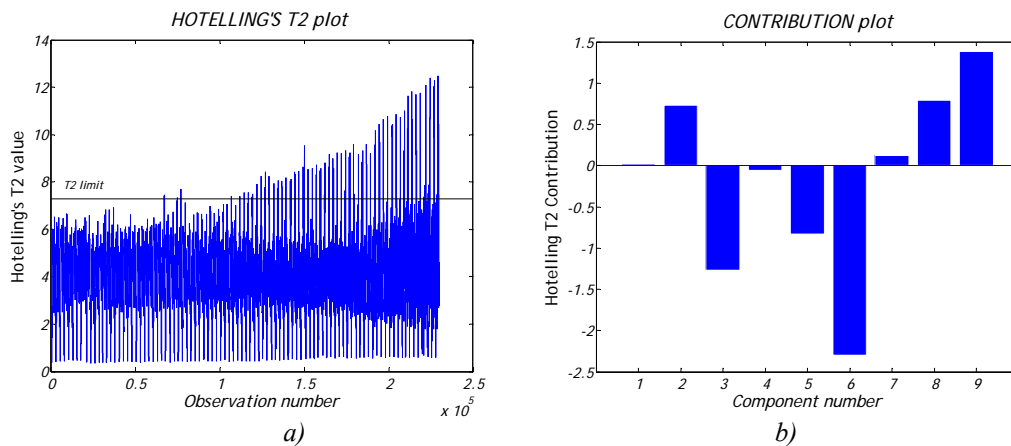 HOTELLING'S T2 plot
14
12
10
8
6
4
2
0
T2 limit
Hotelling's T2 value
0 0.5 1 1.5 2 2.5
Observation number
x 10^5
a)
CONTRIBUTION plot
1.5
1
0.5
0
-0.5
-1
-1.5
-2
-2.5
Hotelling T2 Contribution
1 2 3 4 5 6 7 8 9
Component number
b)